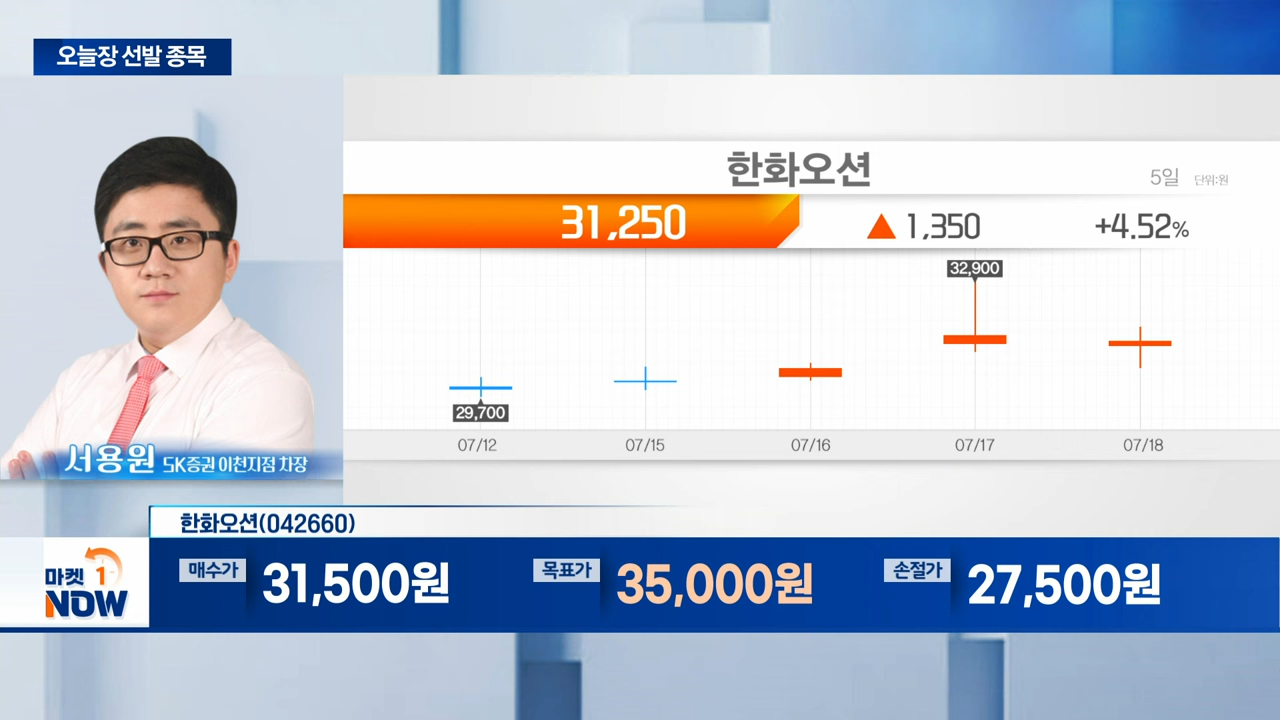 오늘장 선발 종목
한화오션
5일 단위:원
31,250 ▲ 1,350 +4.52%
32,900
29,700
07/12 07/15 07/16 07/17 07/18
서용원 SK증권 이천지점 차장
한화오션(042660)
마켓 1
NOW
매수가 31,500원 목표가 35,000원 손절가 27,500원